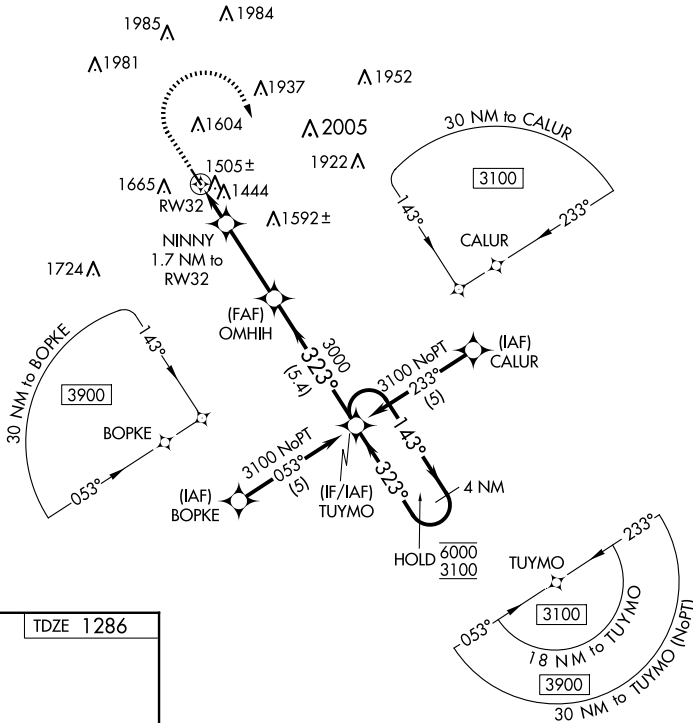 1984
1985
1981
1937
1952
1604
2005
1922
1505±
1665
1444
RW32
1592±
NINNY
1.7 NM to
RW32
1724
30 NM to CALUR
3100
143°
233°
CALUR
(FAF)
OMHIH
3000
323°
(5.4)
(IAF)
CALUR
3100 NoPT
233°
(5)
30 NM to BOPKE
143°
3900
BOPKE
053°
3100 NoPT
053°
(5)
(IAF)
BOPKE
(IF/IAF)
TUYMO
143°
323°
4 NM
HOLD
6000
3100
TUYMO
233°
053°
3100
18 NM to TUYMO
3900
30 NM to TUYMO (NoPT)
TDZE 1286